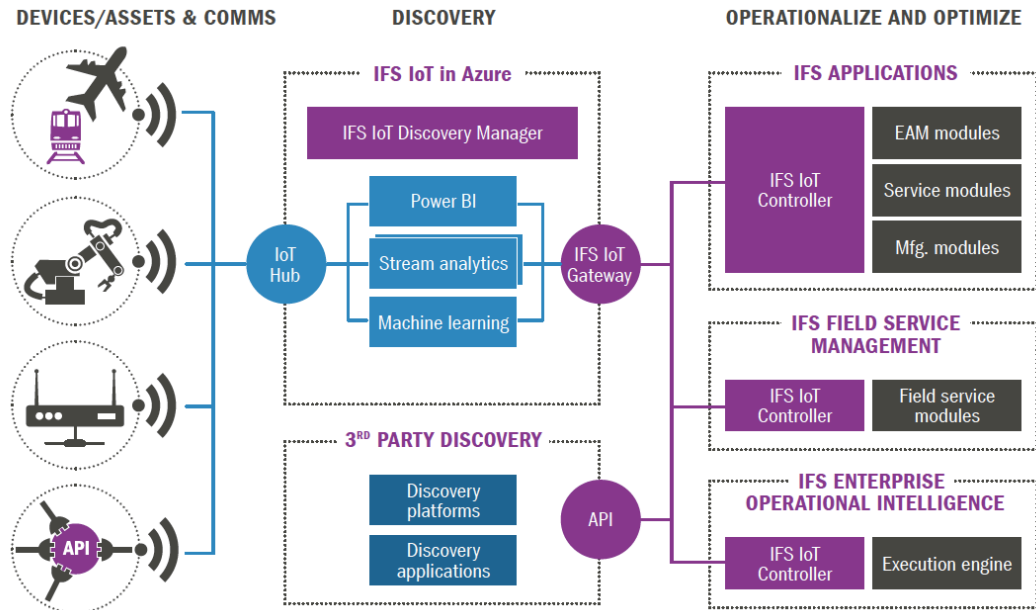 DEVICES/ASSETS & COMMS
DISCOVERY
OPERATIONALIZE AND OPTIMIZE
IFS IoT in Azure
IFS IoT Discovery Manager
Power BI
Stream analytics
Machine learning
IoT
Hub
IFS IoT
Gateway
3RD PARTY DISCOVERY
Discovery
platforms
Discovery
applications
API
API
IFS APPLICATIONS
IFS IoT
Controller
EAM modules
Service modules
Mfg. modules
IFS FIELD SERVICE
MANAGEMENT
IFS IoT
Controller
Field service
modules
IFS ENTERPRISE
OPERATIONAL INTELLIGENCE
IFS IoT
Controller
Execution engine